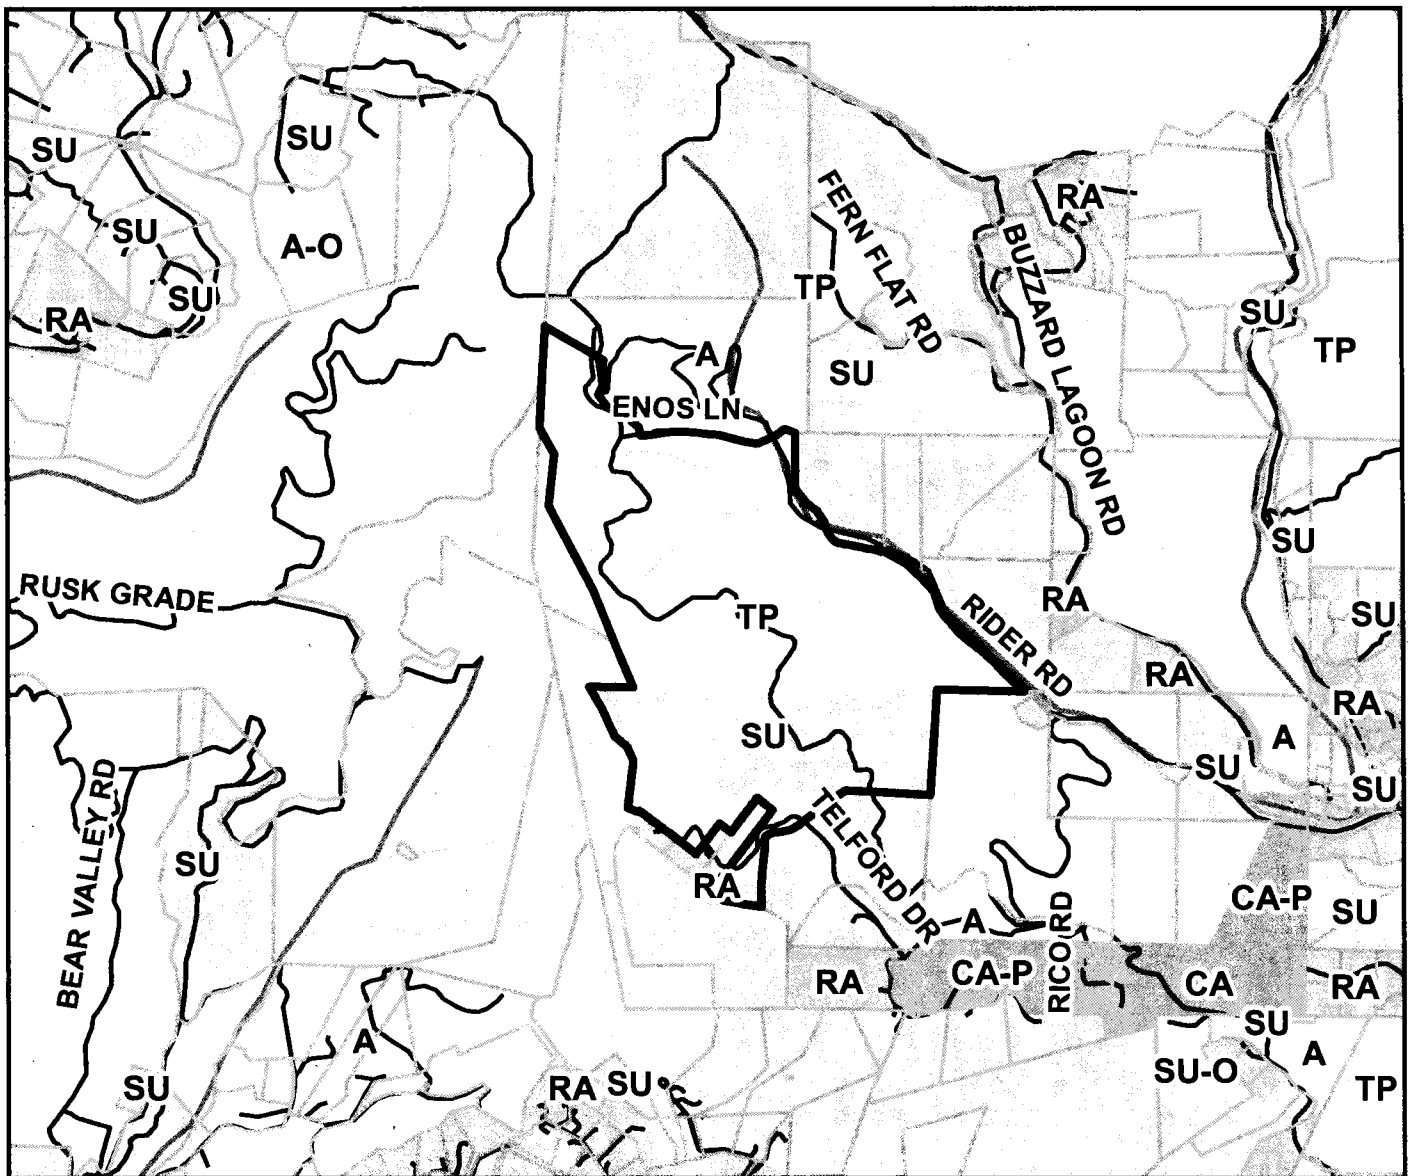 SU
SU
RA
FERN FLAT RD
SU
A-O
BUZZARD LAGOON RD
SU
TP
SU
RA
TP
A
SU
ENOS LN
SU
RUSK GRADE
RA
SU
TP
RIDER RD
RA
RA
SU
A
SU
SU
BEAR VALLEY RD
TELFORD DR
SU
RA
CA-P
SU
A
RICO RD
RA
CA-P
CA
RA
SU
A
A
SU-O
SU
RA
SU
TP